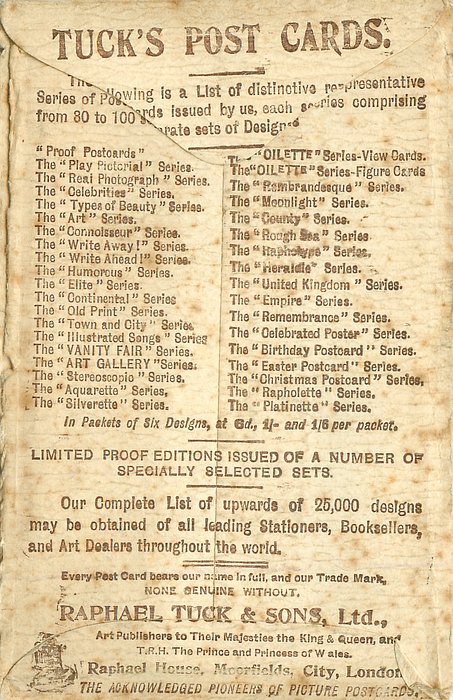 TUCK'S POST CARDS.
The following is a List of distinctive representative
Series of Postcards issued by us, each series comprising
from 80 to 100 separate sets of Designs
"Proof Postcards"
The "Play Pictorial" Series.
The "Real Photograph" Series.
The "Celebrities" Series.
The "Types of Beauty" Series.
The "Art" Series.
The "Connoisseur" Series.
The "Write Away!" Series.
The "Write Ahead!" Series.
The "Humorous" Series.
The "Elite" Series.
The "Continental" Series
The "Old Print" Series.
The "Town and City" Series
The "Illustrated Songs" Series
The "VANITY FAIR" Series.
The "ART GALLERY" Series.
The "Stereoscopic" Series.
The "Aquarette" Series,
The "Silverette" Series.
The "OILETTE" Series-View Cards.
The "OILETTE" Series-Figure Cards
The "Rembrandesque" Series.
The "Moonlight" Series.
The "County" Series.
The "Rough Sea" Series
The "Raphotype" Series,
The "Heraldic" Series.
The "United Kingdom" Series.
The "Empire" Series.
The "Remembrance" Series.
The "Celebrated Poster" Series.
The "Birthday Postcard" Series.
The "Easter Postcard" Series.
The "Christmas Postcard" Series,
The "Rapholette" Series.
The "Platinette" Series.
In Packets of Six Designs, at 6d., 1/- and 1/6 per packet.
LIMITED PROOF EDITIONS ISSUED OF A NUMBER OF
SPECIALLY SELECTED SETS.
Our Complete List of upwards of 25,000 designs
may be obtained of all leading Stationers, Booksellers,
and Art Dealers throughout the world.
Every Post Card bears our name in full, and our Trade Mark,
NONE GENUINE WITHOUT.
RAPHAEL TUCK & SONS, Ltd.,
Art Publishers to Their Majesties the King & Queen, and
T.R.H. The Prince and Princess of Wales.
Raphael House, Moorfields, City, London
THE ACKNOWLEDGED PIONEERS OF PICTURE POSTCARDS.